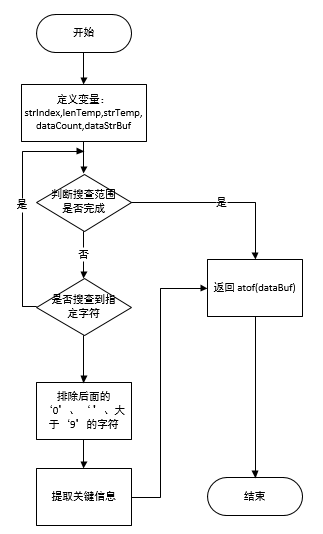 开始
定义变量：
strIndex,lenTemp,strTemp,
dataCount,dataStrBuf
判断搜查范围
是否完成
是
是
否
是否搜查到指
定字符
返回 atof(dataBuf)
排除后面的
‘0’、‘ ’、大
于‘9’的字符
提取关键信息
结束